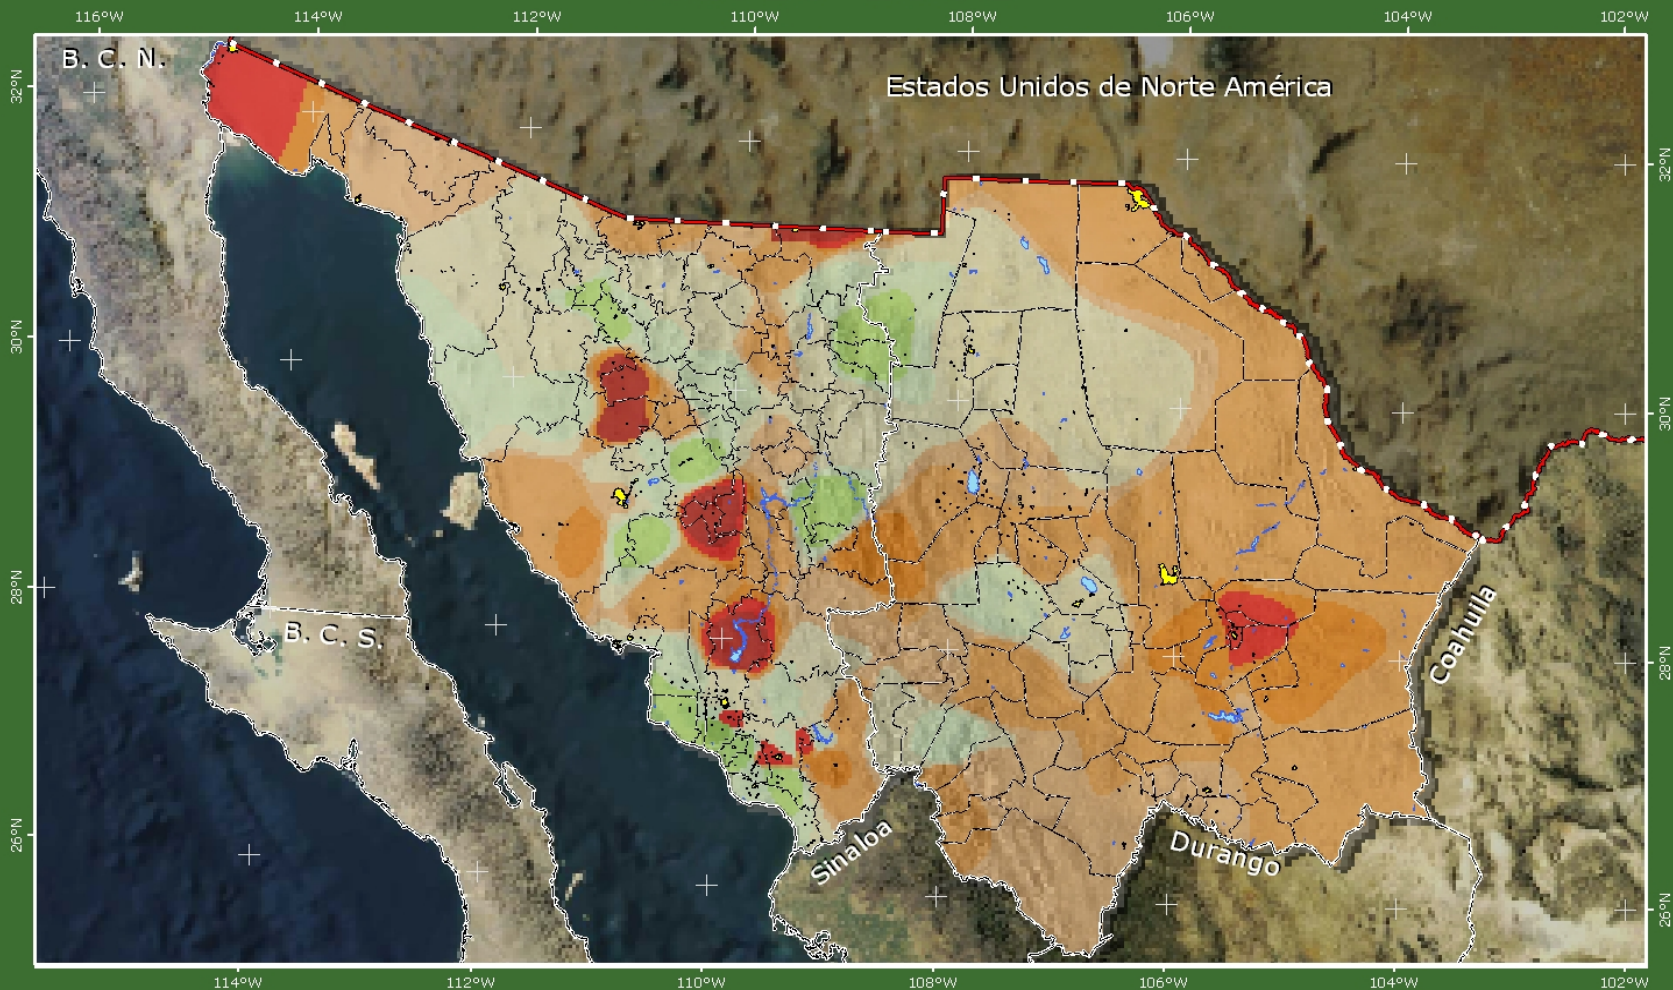 116°W 114°W 112°W 110°W 108°W 106°W 104°W 102°W
B. C. N.
Estados Unidos de Norte América
32°N
32°N
30°N
30°N
28°N
B. C. S.
Coahuila
28°N
26°N
Sinaloa
Durango
26°N
114°W 112°W 110°W 108°W 106°W 104°W 102°W